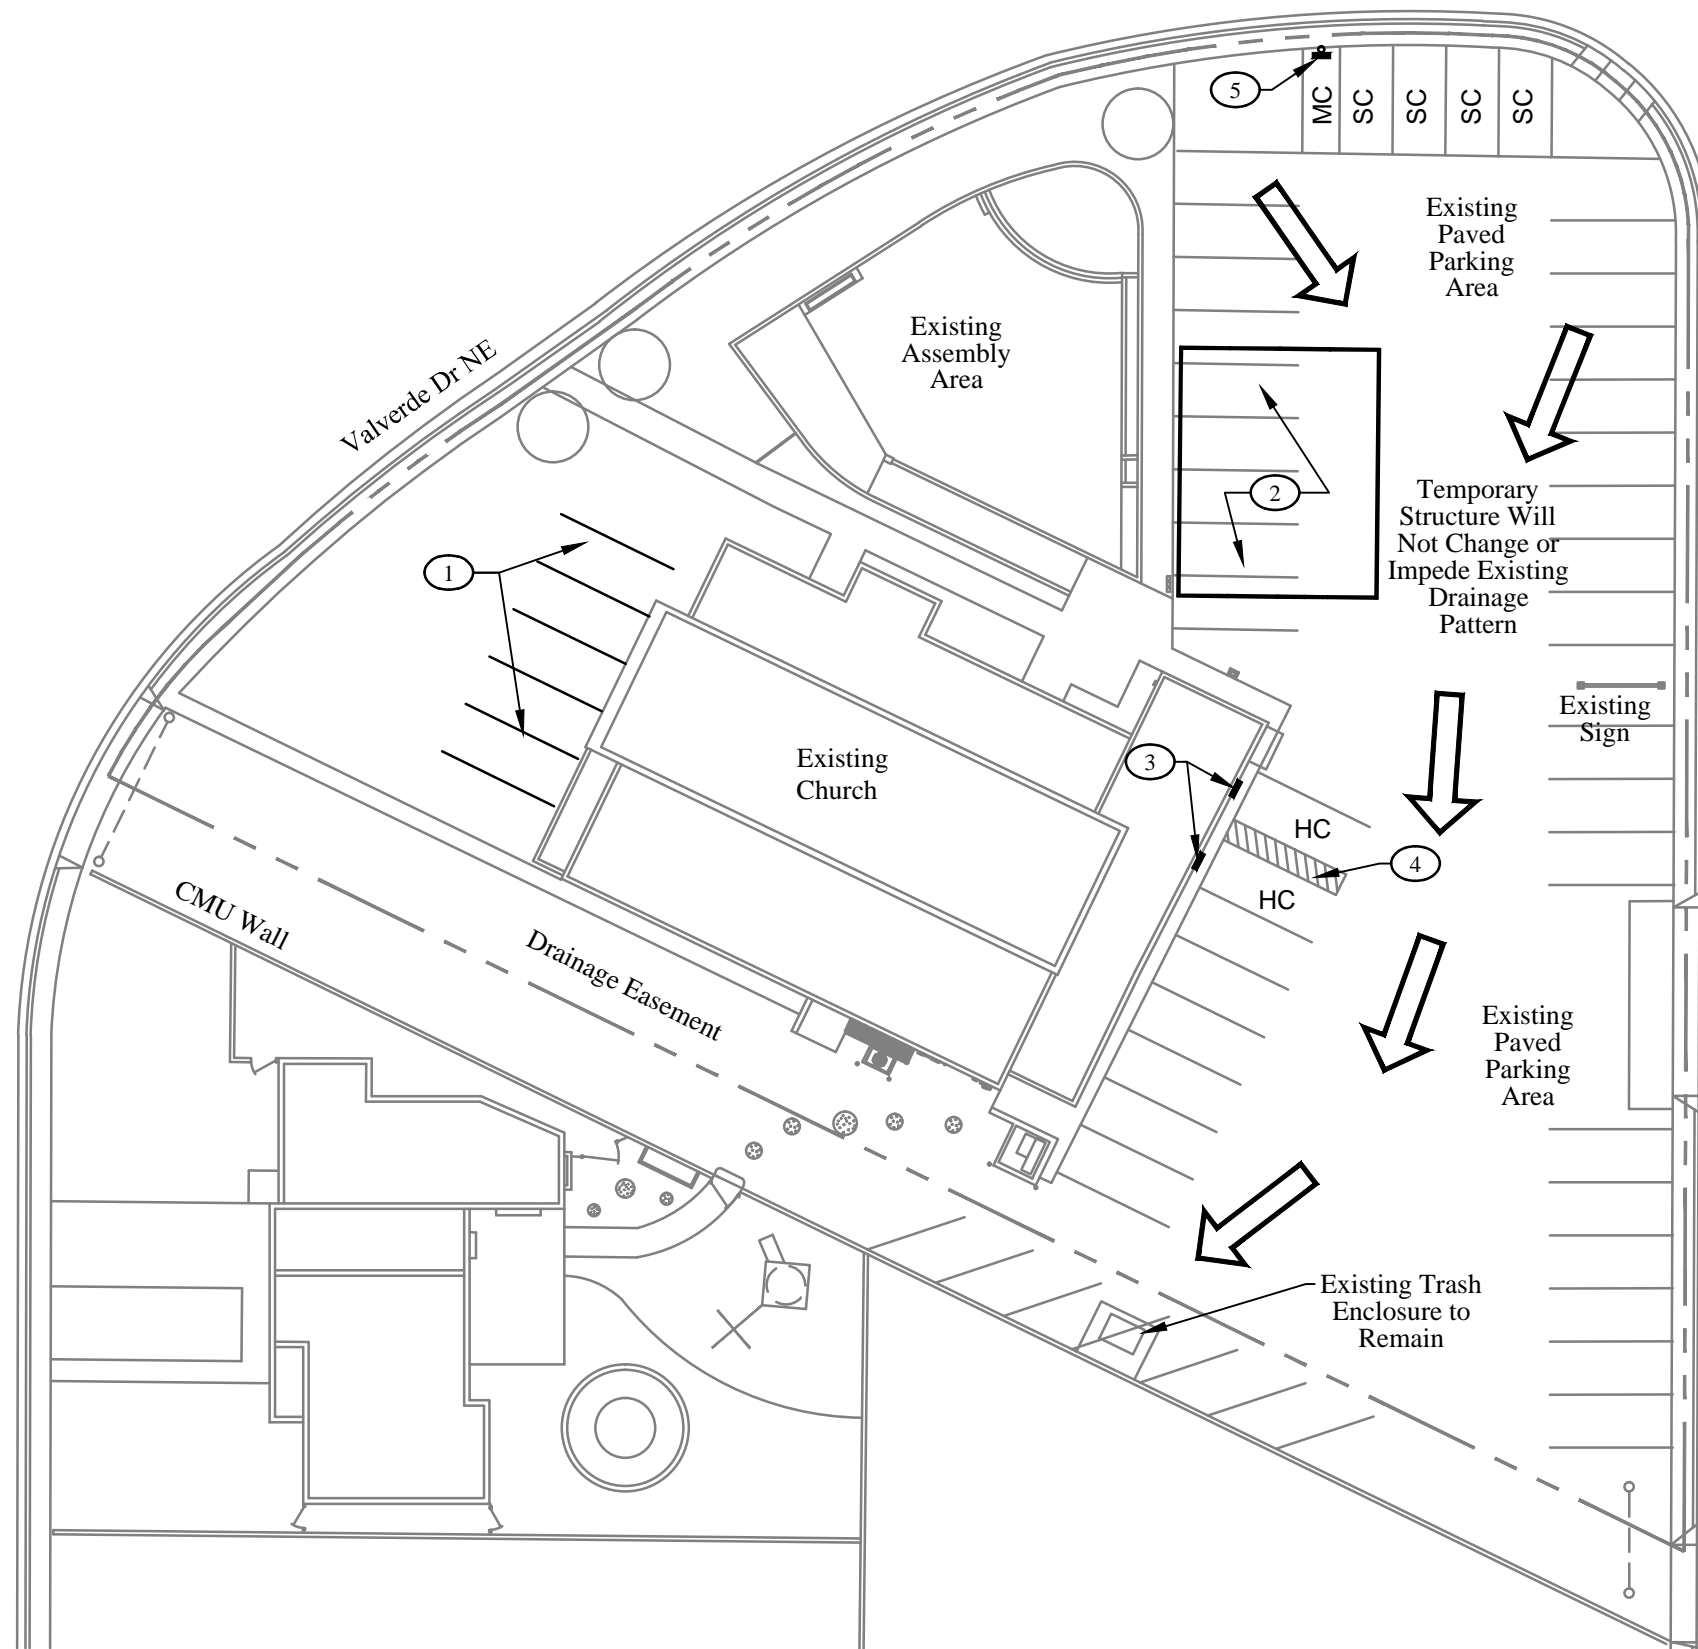 5
MC
SC
SC
SC
SC
Existing
Paved
Parking
Area
Existing
Assembly
Area
Valverde Dr NE
2
Temporary
Structure Will
Not Change or
Impede Existing
Drainage
Pattern
1
Existing
Sign
Existing
Church
3
HC
4
HC
CMU Wall
Drainage Easement
Existing
Paved
Parking
Area
Existing Trash
Enclosure to
Remain